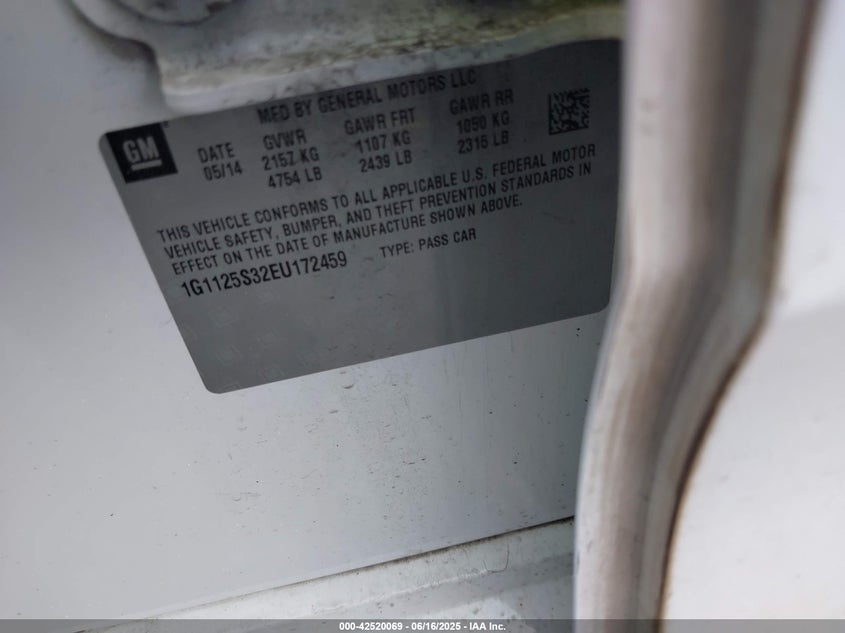 MFD BY GENERAL MOTORS LLC
GM
DATE GVWR GAWR FRT GAWR RR
05/14 2157 KG 1107 KG 1050 KG
4754 LB 2439 LB 2315 LB
THIS VEHICLE CONFORMS TO ALL APPLICABLE U.S. FEDERAL MOTOR
VEHICLE SAFETY, BUMPER, AND THEFT PREVENTION STANDARDS IN
EFFECT ON THE DATE OF MANUFACTURE SHOWN ABOVE.
1G1125S32EU172459 TYPE: PASS CAR
000-42520069 - 06/16/2025 - IAA Inc.